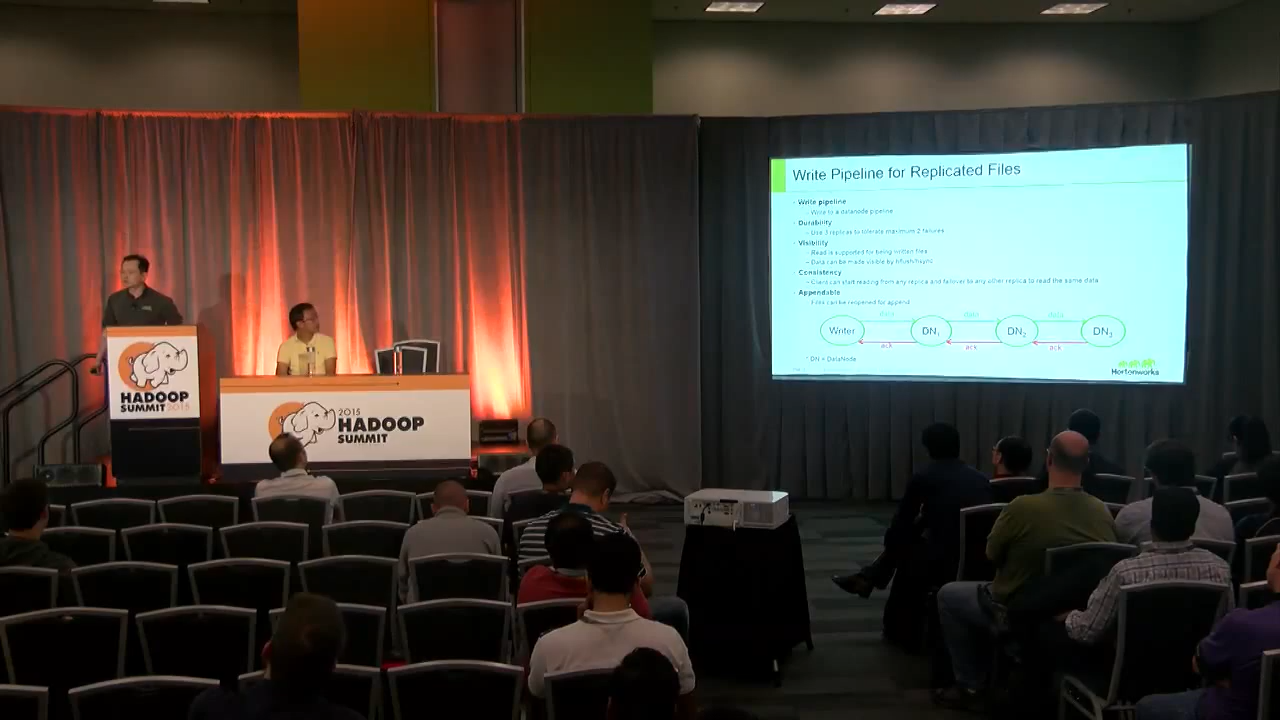 HADOOP
SUMMIT 2015
2015
HADOOP
SUMMIT
Write Pipeline for Replicated Files
- Write pipeline
- Write to a datanode pipeline
- Durability
- Use 3 replicas to tolerate maximum 2 failures
- Visibility
- Read is supported for being written files
- Data can be made visible by hflush/hsync
- Consistency
- Client can start reading from any replica and failover to any other replica to read the same data
- Appendable
- Files can be reopened for append
data data data
Writer DN1 DN2 DN3
ack ack ack
* DN = DataNode
Hortonworks